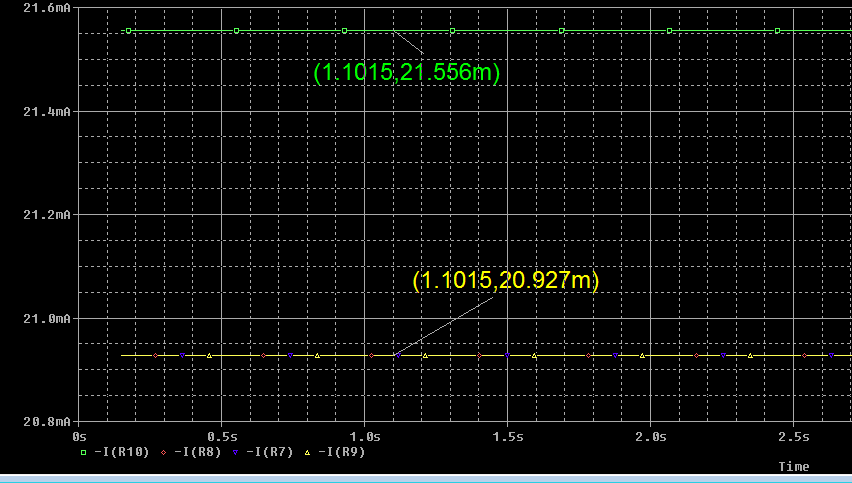 21.6mA
(1.1015,21.556m)
21.4mA
21.2mA
(1.1015,20.927m)
21.0mA
20.8mA
0s 0.5s 1.0s 1.5s 2.0s 2.5s
-I(R10) -I(R8) -I(R7) -I(R9)
Time